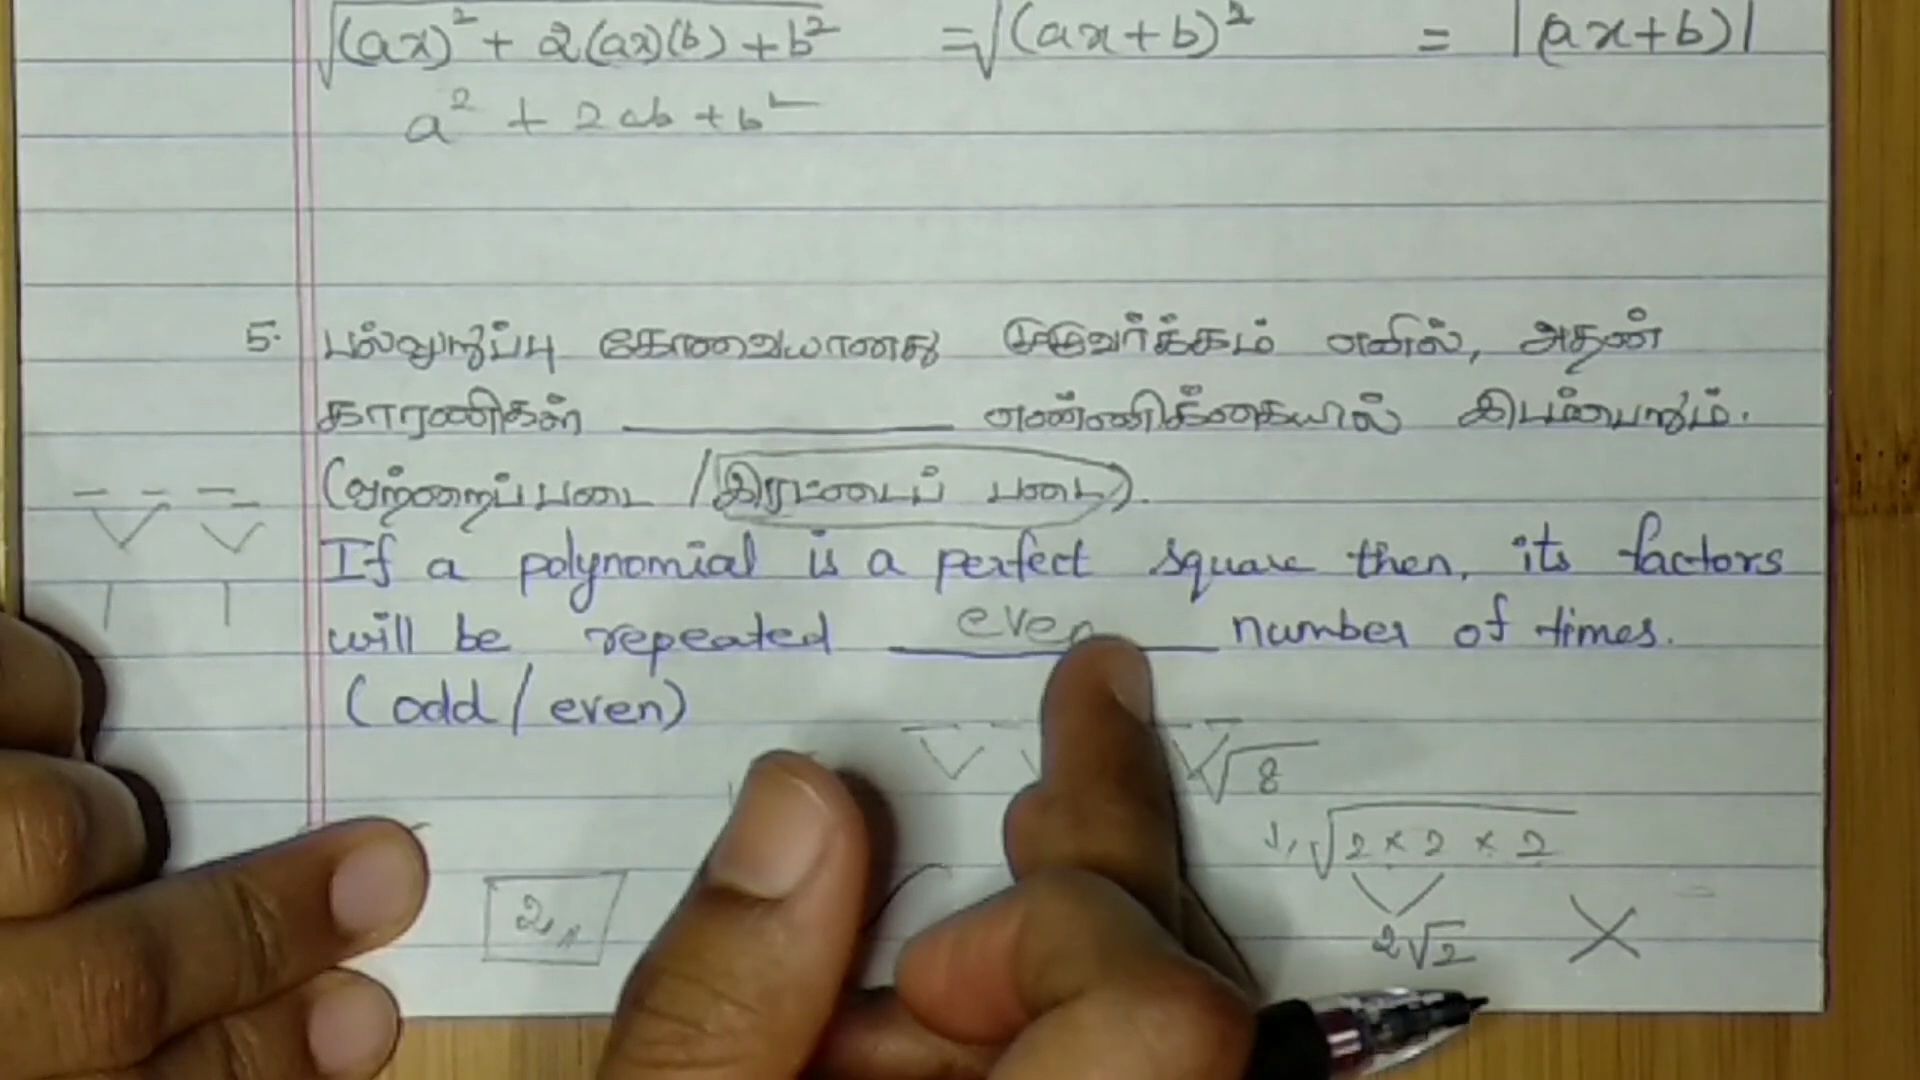 √(ax)² + 2(ax)(b) + b² = √(ax+b)² = |(ax+b)|
a² + 2ab + b²
5. பல்லுறுப்பு கோவையானது முழுவர்க்கம் எனில், அதன்
காரணிகள் ________ எண்ணிக்கையில் இடம்பெறும்.
(ஒற்றைப் படை / இரட்டைப் படை).
If a polynomial is a perfect square then, its factors
will be repeated even number of times.
(odd / even)
√8
√2 × 2 × 2
2
2√2